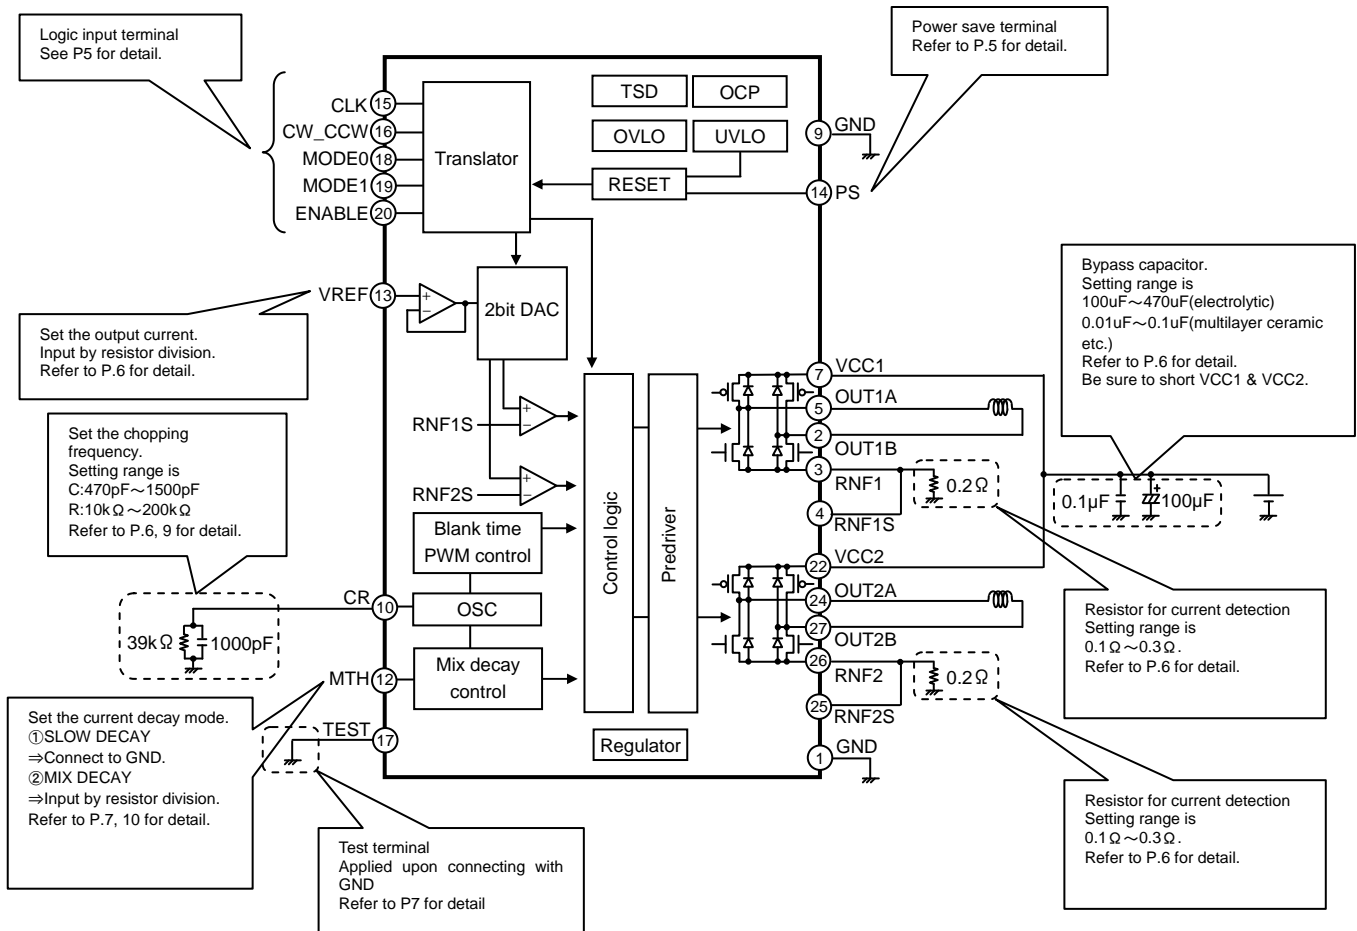 Logic input terminal
See P5 for detail.
Power save terminal
Refer to P.5 for detail.
CLK 15
CW_CCW 16
MODE0 18
MODE1 19
ENABLE 20
Translator
TSD
OCP
OVLO
UVLO
RESET
9 GND
14 PS
VREF 13
+
−
2bit DAC
Set the output current.
Input by resistor division.
Refer to P.6 for detail.
Bypass capacitor.
Setting range is
100uF～470uF(electrolytic)
0.01uF～0.1uF(multilayer ceramic
etc.)
Refer to P.6 for detail.
Be sure to short VCC1 & VCC2.
Set the chopping
frequency.
Setting range is
C:470pF～1500pF
R:10kΩ～200kΩ
Refer to P.6, 9 for detail.
RNF1S
+
−
RNF2S
+
−
Blank time
PWM control
OSC
Mix decay
control
Control logic
Predriver
Regulator
7 VCC1
5 OUT1A
2 OUT1B
3 RNF1
4 RNF1S
0.2Ω
0.1µF
+
100µF
22 VCC2
24 OUT2A
27 OUT2B
26 RNF2
25 RNF2S
0.2Ω
1 GND
CR 10
39kΩ
1000pF
MTH 12
TEST 17
Set the current decay mode.
①SLOW DECAY
⇒Connect to GND.
②MIX DECAY
⇒Input by resistor division.
Refer to P.7, 10 for detail.
Test terminal
Applied upon connecting with
GND
Refer to P7 for detail
Resistor for current detection
Setting range is
0.1Ω～0.3Ω.
Refer to P.6 for detail.
Resistor for current detection
Setting range is
0.1Ω～0.3Ω.
Refer to P.6 for detail.